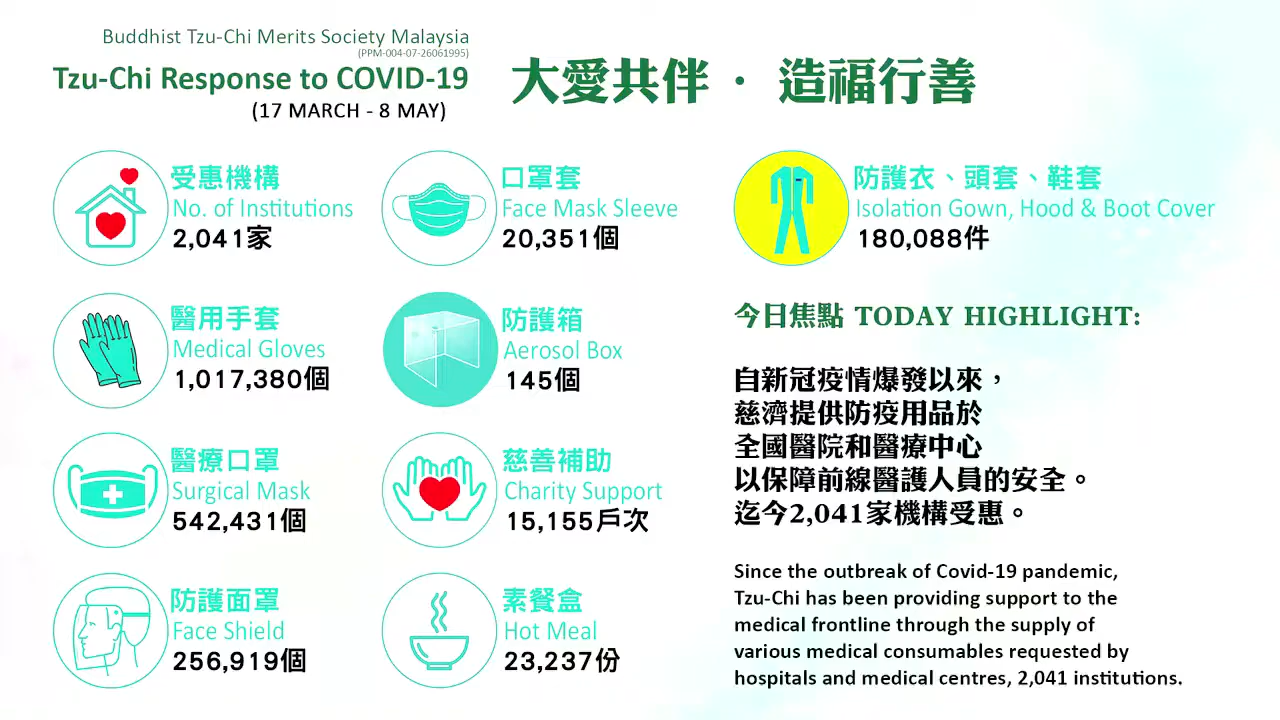 Buddhist Tzu-Chi Merits Society Malaysia
(PPM-004-07-26061995)
Tzu-Chi Response to COVID-19
(17 MARCH - 8 MAY)
大愛共伴 · 造福行善
受惠機構
No. of Institutions
2,041家
口罩套
Face Mask Sleeve
20,351個
防護衣、頭套、鞋套
Isolation Gown, Hood & Boot Cover
180,088件
醫用手套
Medical Gloves
1,017,380個
防護箱
Aerosol Box
145個
醫療口罩
Surgical Mask
542,431個
慈善補助
Charity Support
15,155戶次
防護面罩
Face Shield
256,919個
素餐盒
Hot Meal
23,237份
今日焦點 TODAY HIGHLIGHT:
自新冠疫情爆發以來，
慈濟提供防疫用品於
全國醫院和醫療中心
以保障前線醫護人員的安全。
迄今2,041家機構受惠。
Since the outbreak of Covid-19 pandemic,
Tzu-Chi has been providing support to the
medical frontline through the supply of
various medical consumables requested by
hospitals and medical centres, 2,041 institutions.